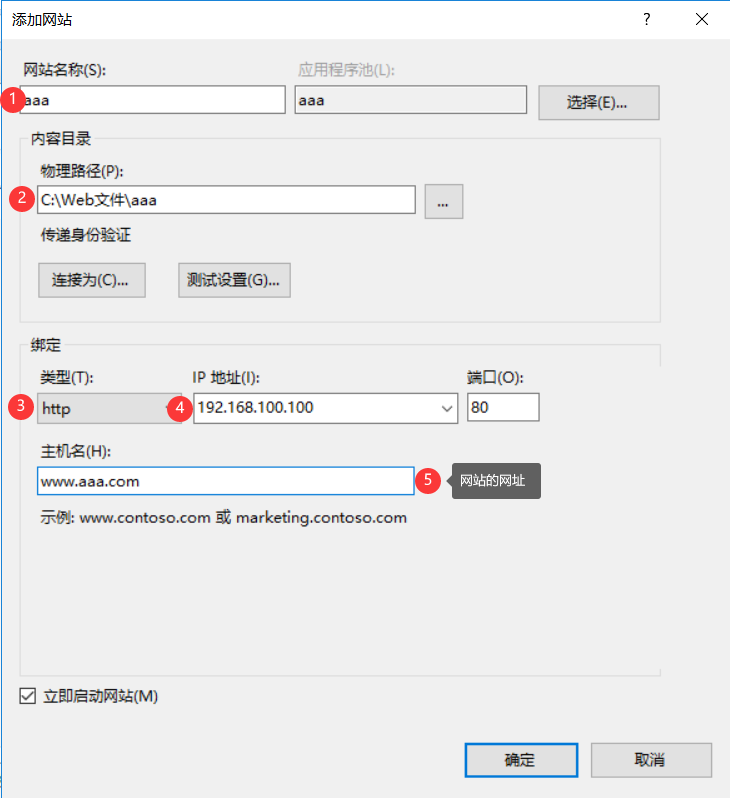 添加网站
?
网站名称(S):
应用程序池(L):
1
aaa
aaa
选择(E)...
内容目录
物理路径(P):
2
C:\Web文件\aaa
...
传递身份验证
连接为(C)...
测试设置(G)...
绑定
类型(T):
IP 地址(I):
端口(O):
3
http
4
192.168.100.100
80
主机名(H):
www.aaa.com
5
网站的网址
示例: www.contoso.com 或 marketing.contoso.com
立即启动网站(M)
确定
取消